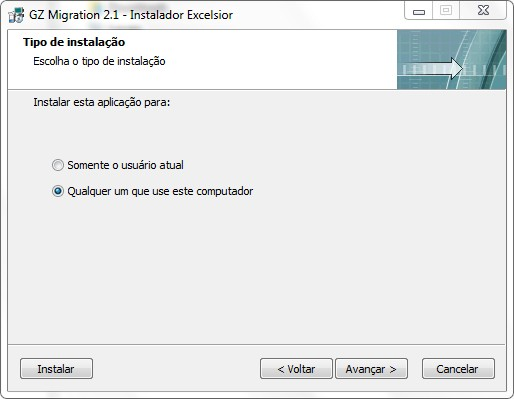 GZ Migration 2.1 - Instalador Excelsior
Tipo de instalação
Escolha o tipo de instalação
Instalar esta aplicação para:
Somente o usuário atual
Qualquer um que use este computador
Instalar
< Voltar
Avançar >
Cancelar